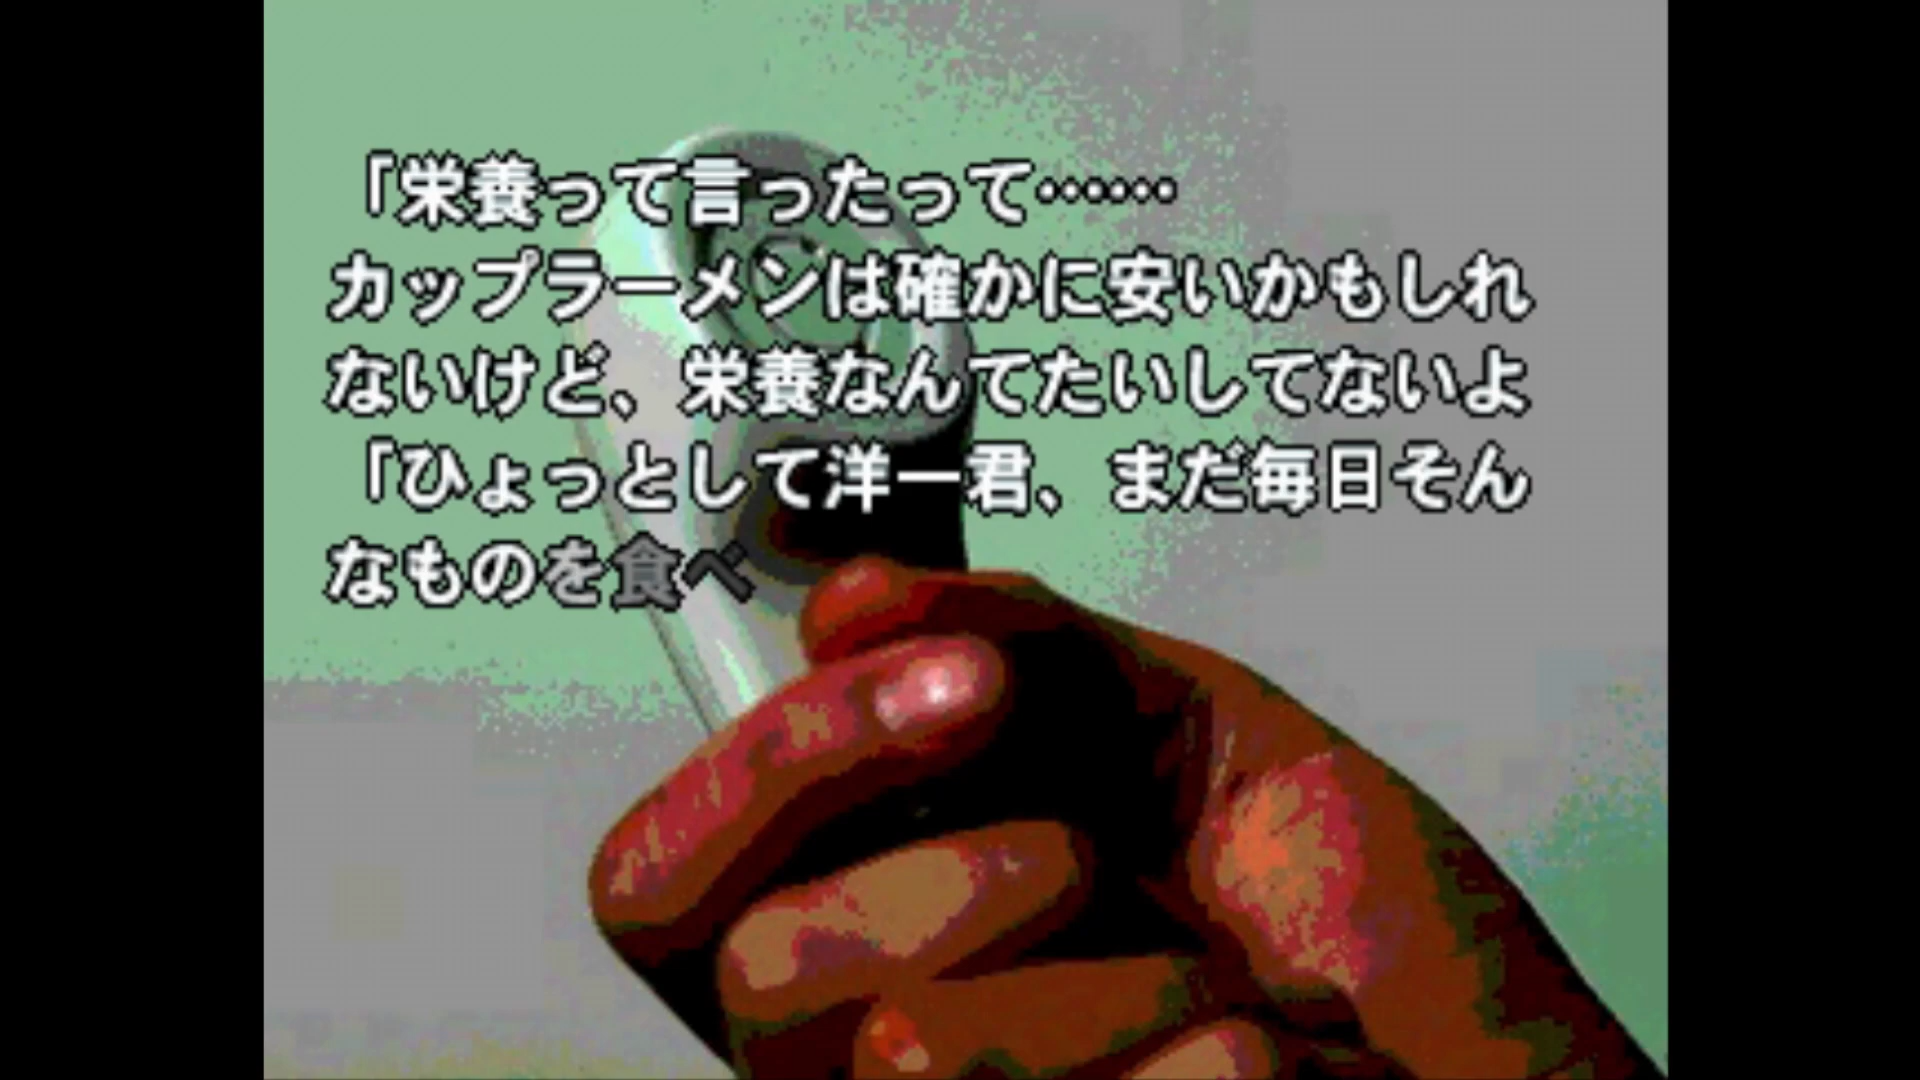 「栄養って言ったって……
カップラーメンは確かに安いかもしれ
ないけど、栄養なんてたいしてないよ
「ひょっとして洋一君、まだ毎日そん
なものを食べ